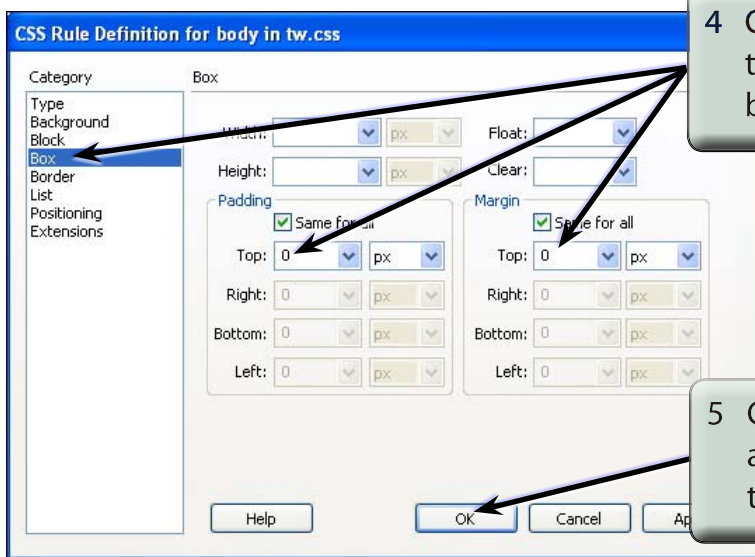 CSS Rule Definition for body in tw.css
Category
Box
Type
Background
Block
Box
Border
List
Positioning
Extensions
Width: px Float:
Height: px Clear:
Padding
Same for all
Top: 0 px
Right: 0 px
Bottom: 0 px
Left: 0 px
Margin
Same for all
Top: 0 px
Right: 0 px
Bottom: 0 px
Left: 0 px
Help OK Cancel
4
5